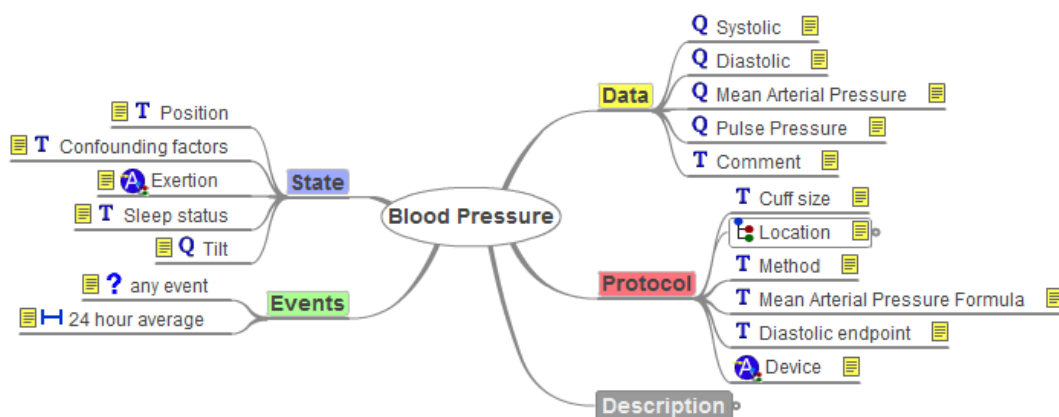 Blood Pressure
Data
Q Systolic
Q Diastolic
Q Mean Arterial Pressure
Q Pulse Pressure
T Comment
Protocol
T Cuff size
Location
T Method
T Mean Arterial Pressure Formula
T Diastolic endpoint
A Device
Description
State
T Position
T Confounding factors
A Exertion
T Sleep status
Q Tilt
Events
? any event
24 hour average